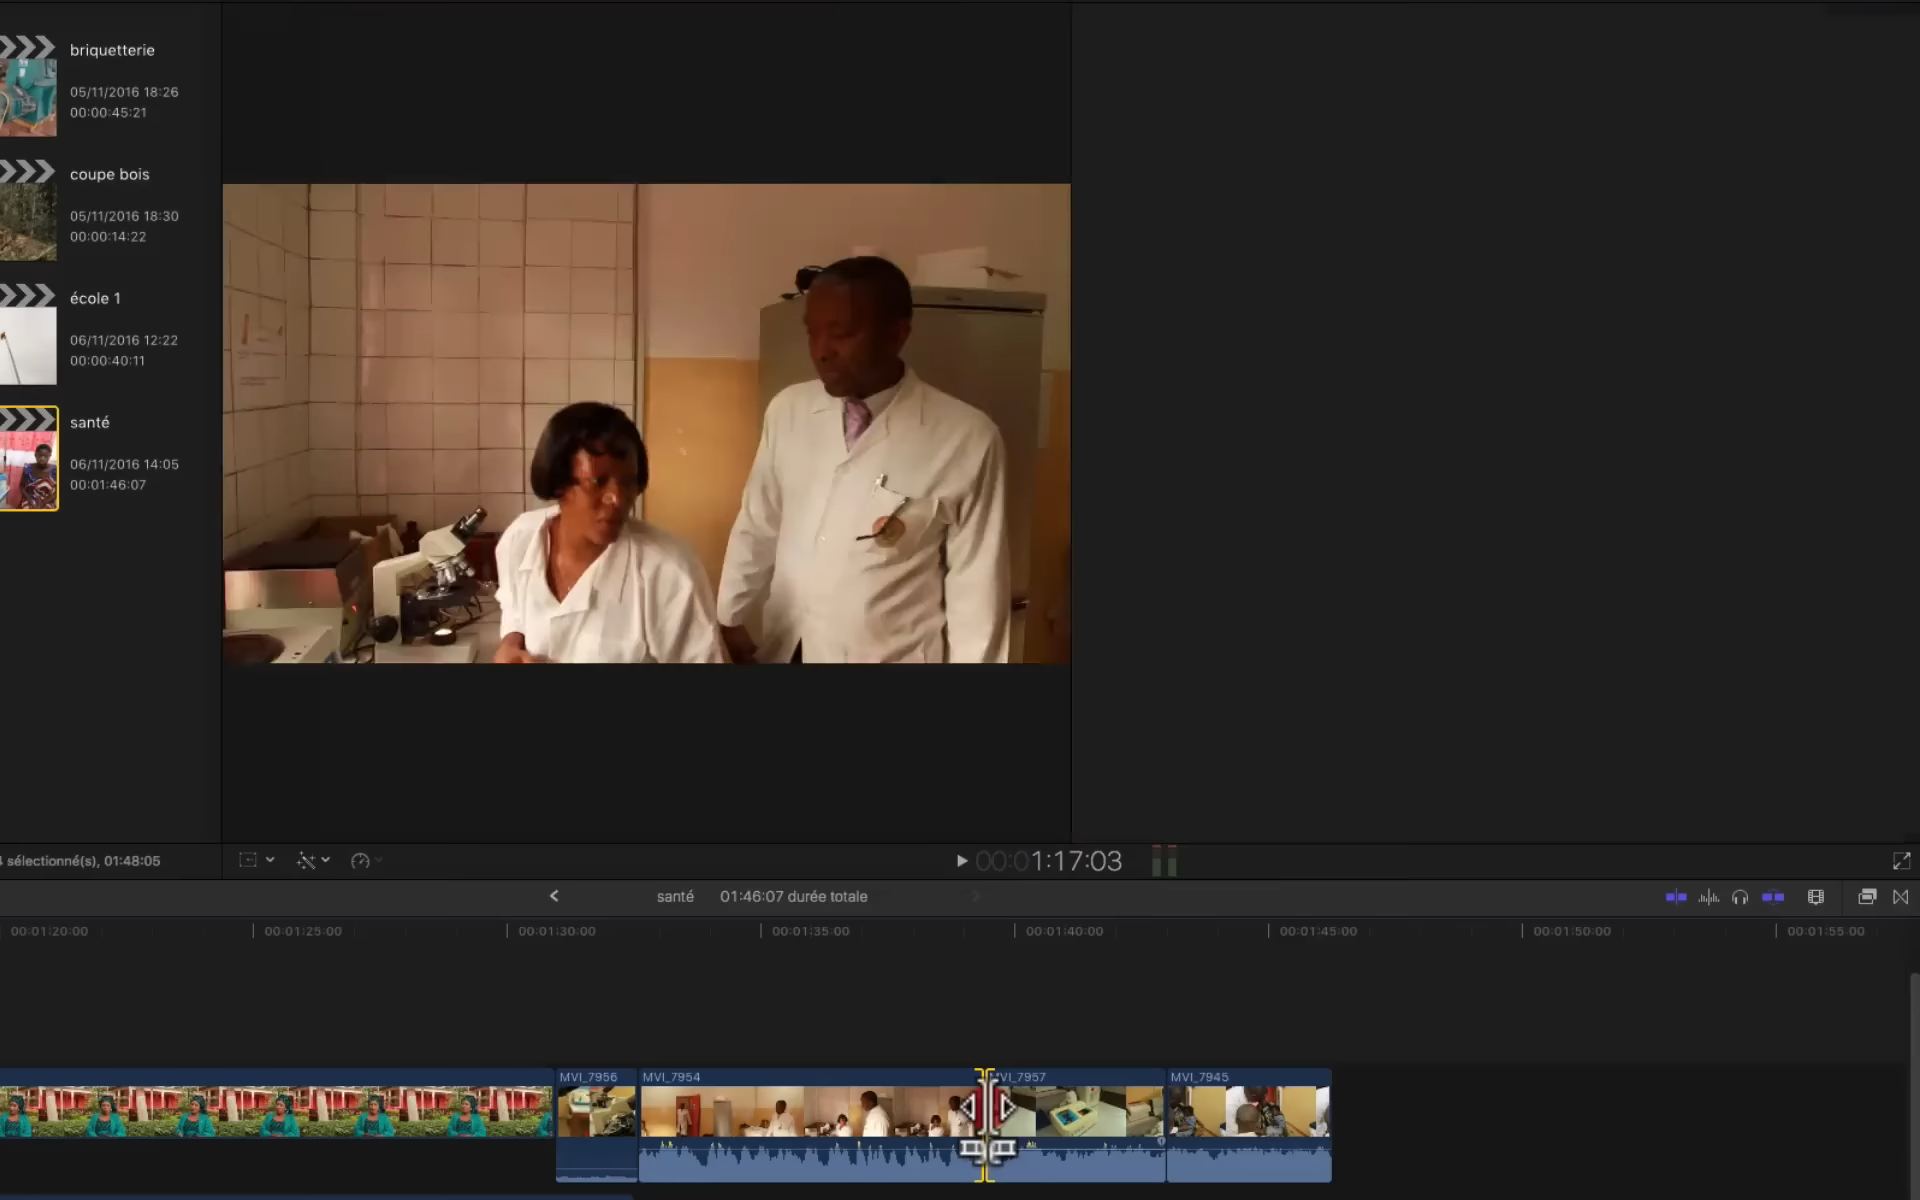 briquetterie
05/11/2016 18:26
00:00:45:21
coupe bois
05/11/2016 18:30
00:00:14:22
école 1
06/11/2016 12:22
00:00:40:11
santé
06/11/2016 14:05
00:01:46:07
sélectionné(s), 01:48:05
00:01:17:03
santé 01:46:07 durée totale
00:01:20:00 00:01:25:00 00:01:30:00 00:01:35:00 00:01:40:00 00:01:45:00 00:01:50:00 00:01:55:00
MVI_7956 MVI_7954 VI_7957 MVI_7945